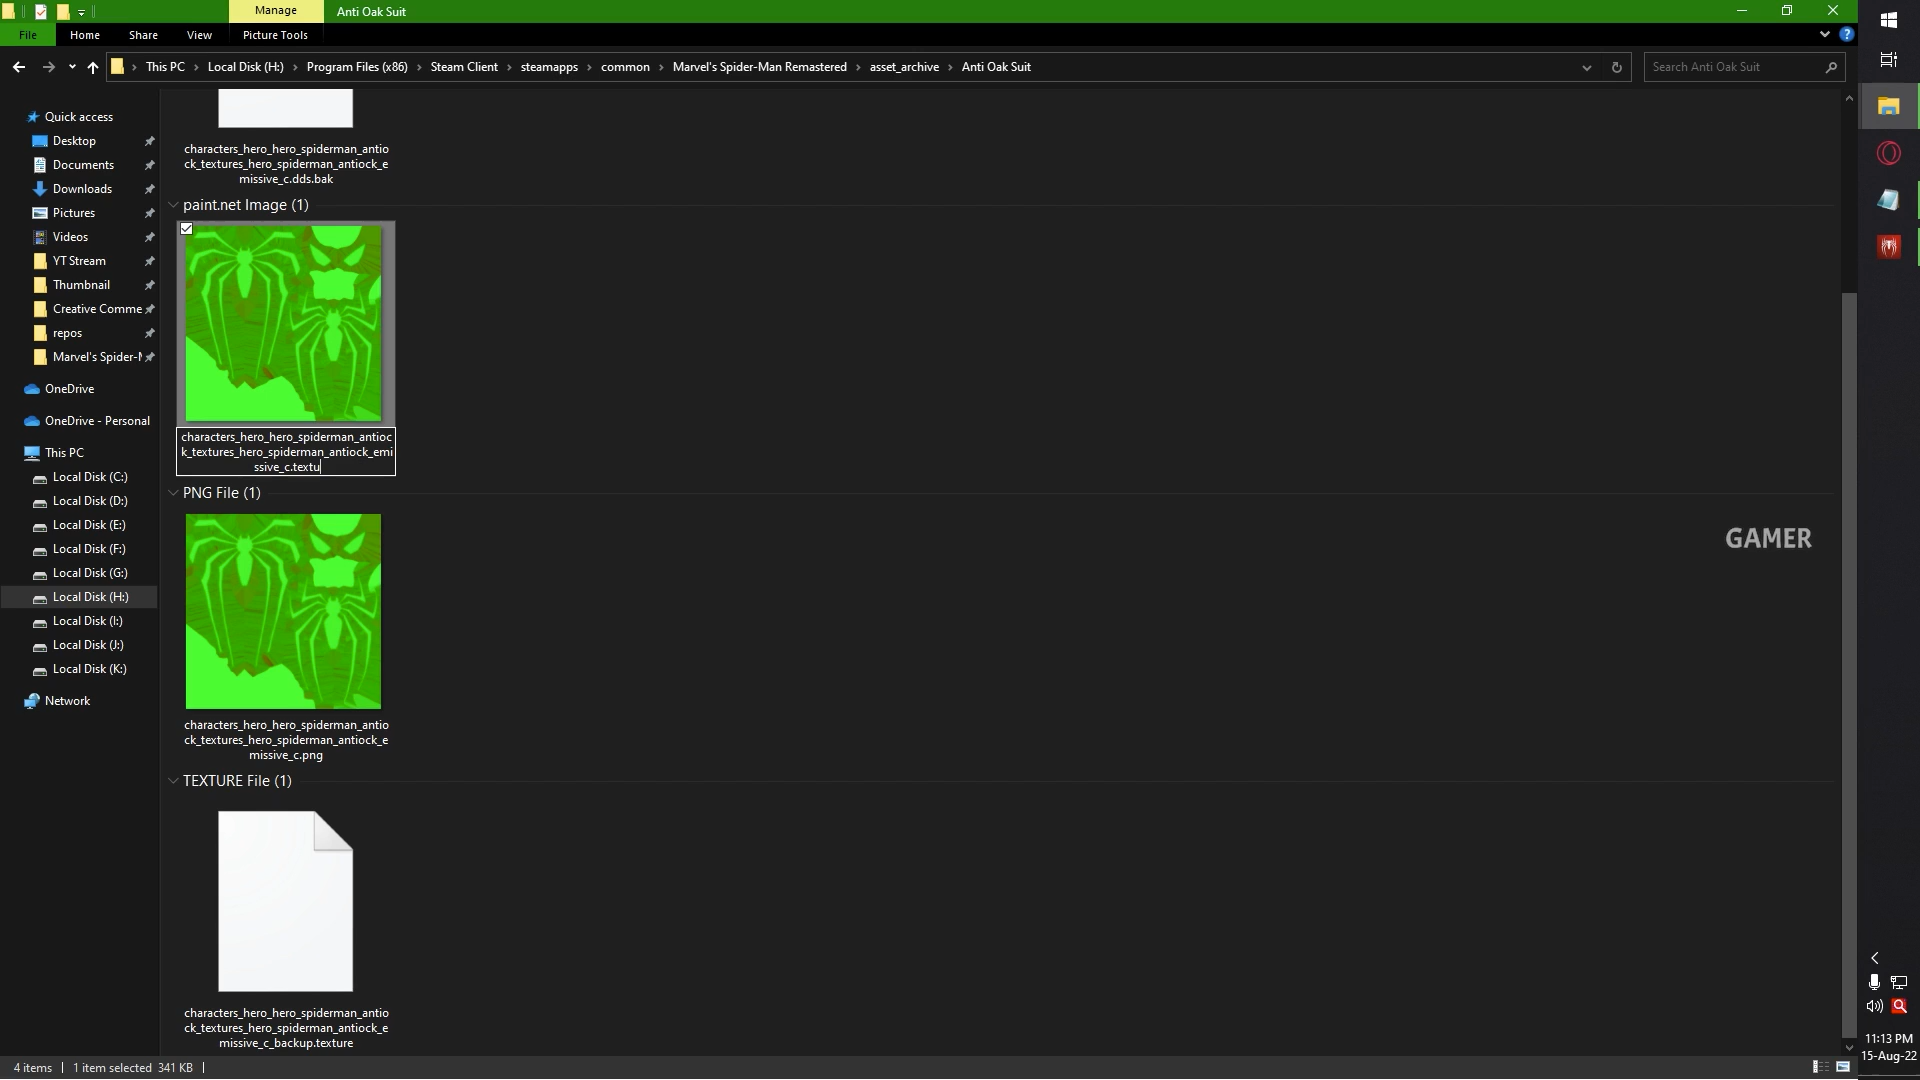 Manage
Anti Oak Suit
File
Home
Share
View
Picture Tools
This PC
Local Disk (H:)
Program Files (x86)
Steam Client
steamapps
common
Marvel's Spider-Man Remastered
asset_archive
Anti Oak Suit
Search Anti Oak Suit
Quick access
Desktop
Documents
Downloads
Pictures
Videos
YT Stream
Thumbnail
Creative Comme
repos
Marvel's Spider-M
OneDrive
OneDrive - Personal
This PC
Local Disk (C:)
Local Disk (D:)
Local Disk (E:)
Local Disk (F:)
Local Disk (G:)
Local Disk (H:)
Local Disk (I:)
Local Disk (J:)
Local Disk (K:)
Network
characters_hero_hero_spiderman_antio
ck_textures_hero_spiderman_antiock_e
missive_c.dds.bak
paint.net Image (1)
characters_hero_hero_spiderman_antioc
k_textures_hero_spiderman_antiock_emi
ssive_c.textu
PNG File (1)
characters_hero_hero_spiderman_antio
ck_textures_hero_spiderman_antiock_e
missive_c.png
TEXTURE File (1)
characters_hero_hero_spiderman_antio
ck_textures_hero_spiderman_antiock_e
missive_c_backup.texture
GAMER
4 items
1 item selected 341 KB
11:13 PM
15-Aug-22